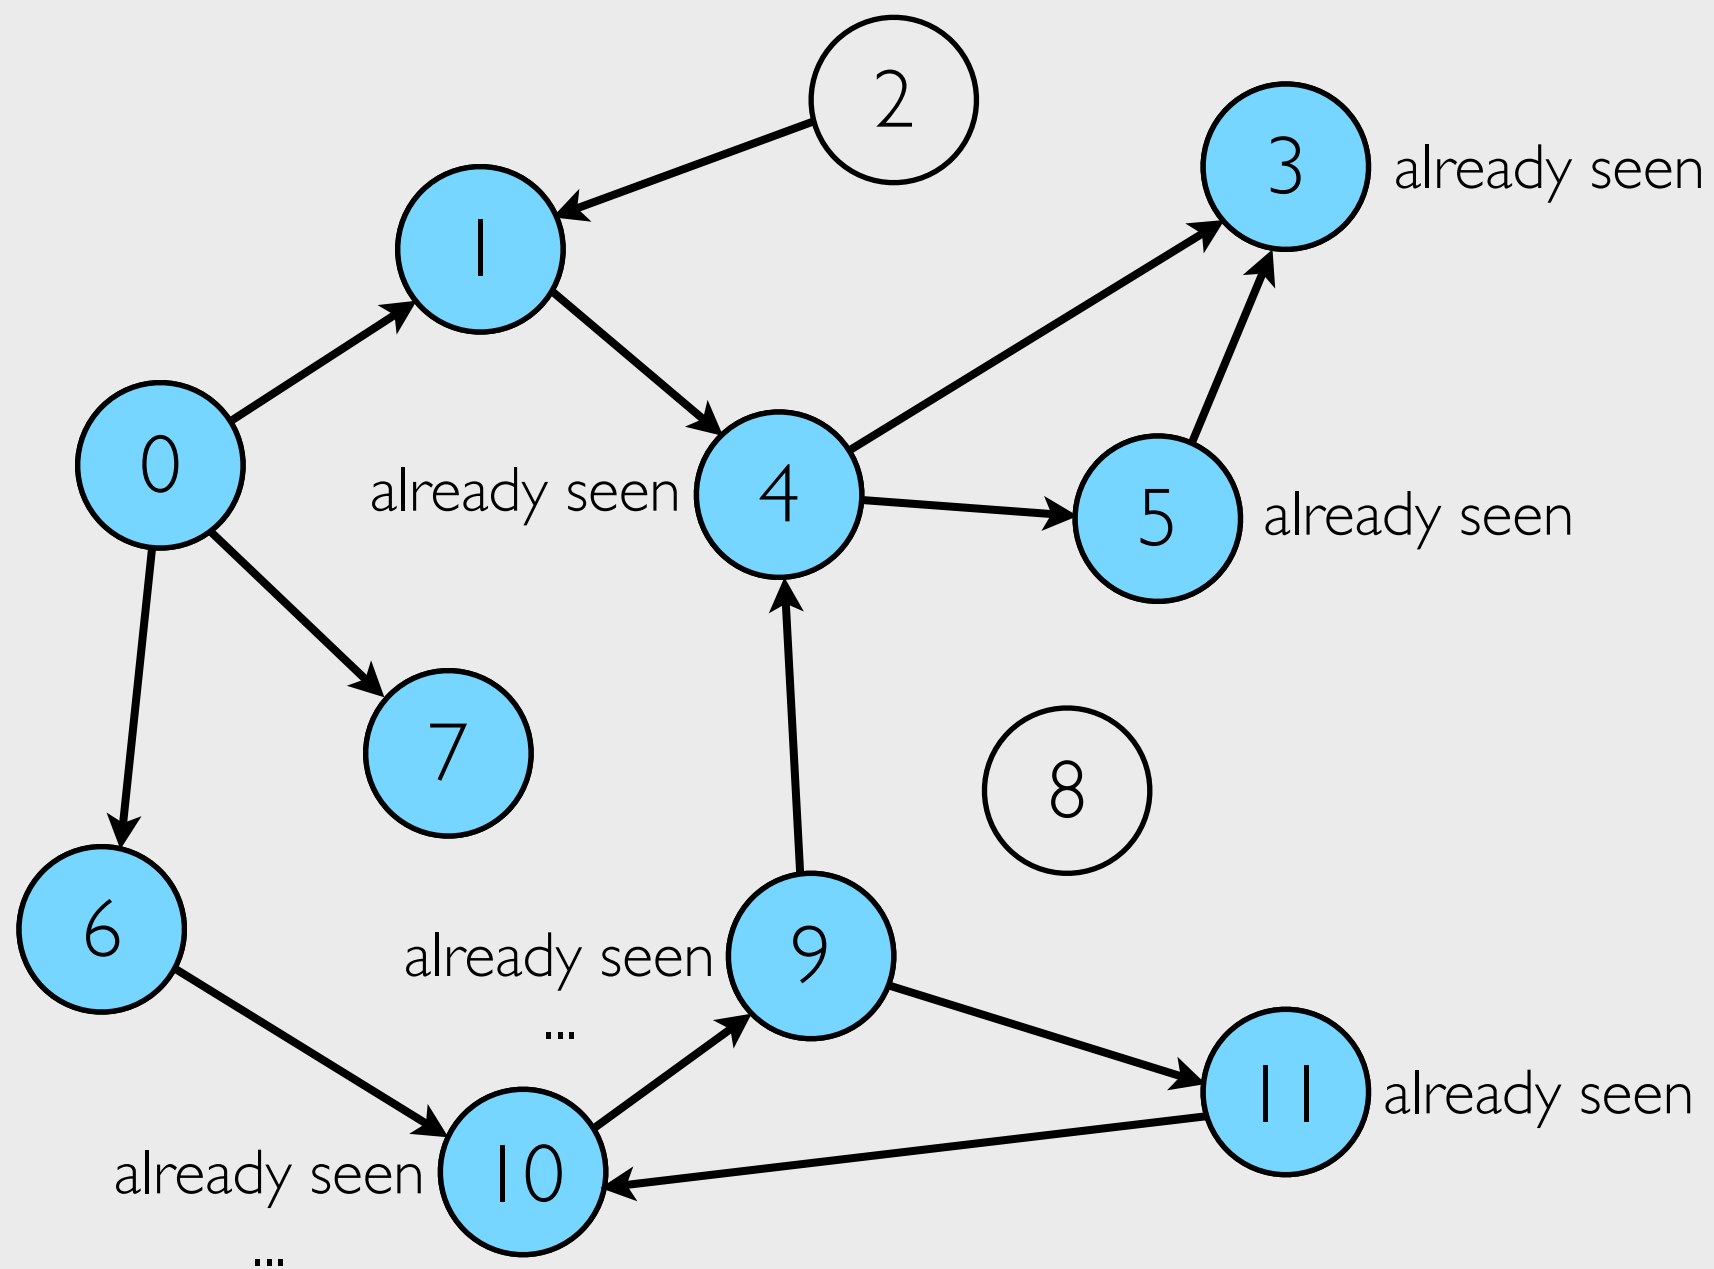 2
3 already seen
1
0
already seen 4
5 already seen
7
8
6
already seen 9
...
11 already seen
already seen 10
...